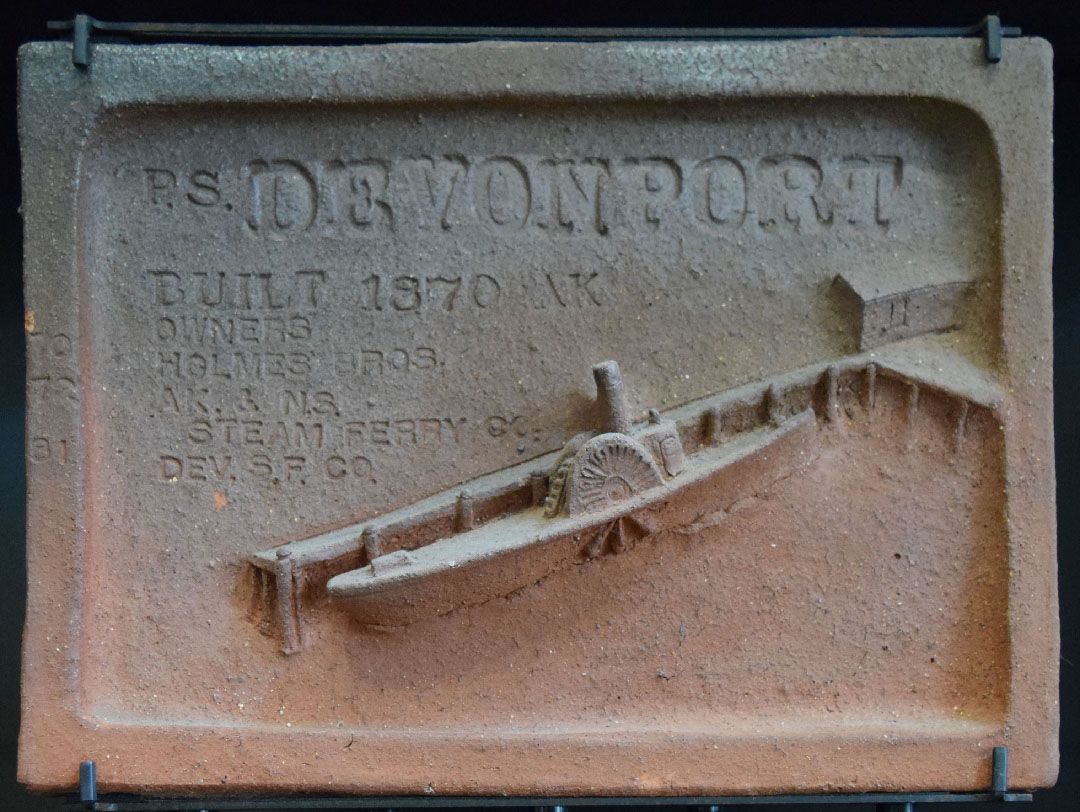 P.S. DEVONPORT
BUILT 1870 AK
OWNERS
HOLMES BROS.
AK. & N.S.
STEAM FERRY CO.
DEV. S.F. CO.